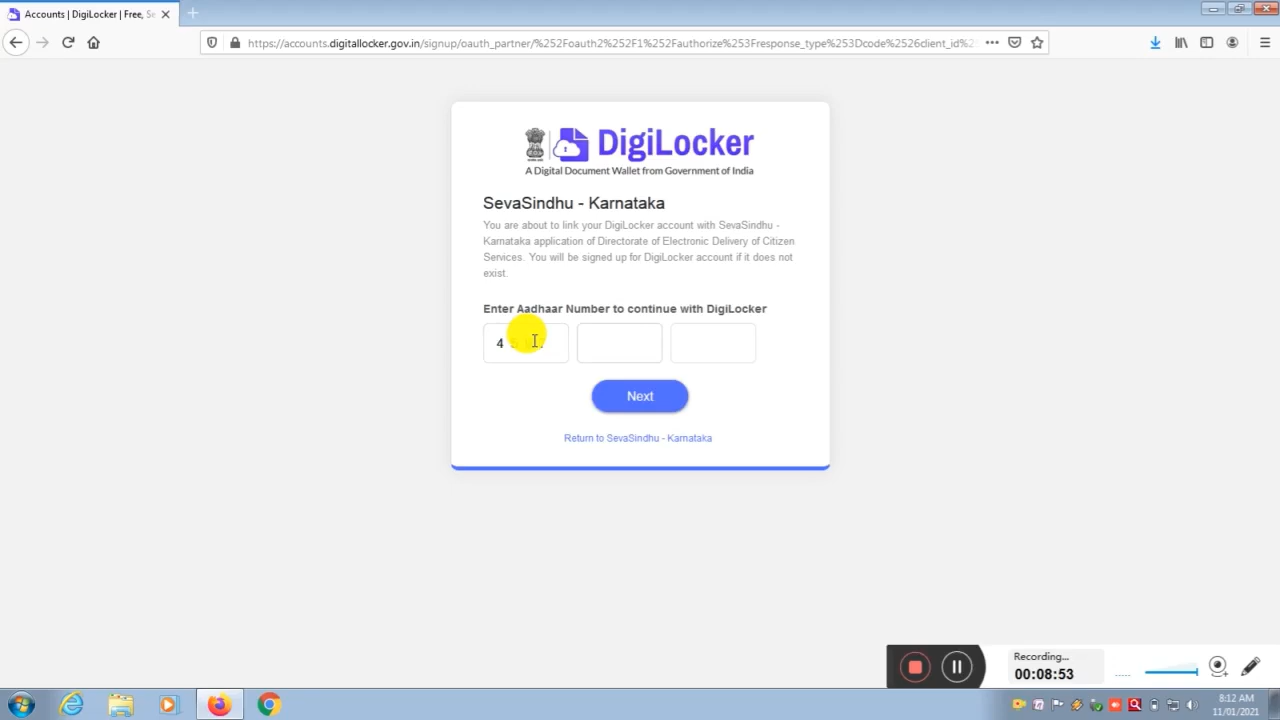 Accounts | DigiLocker | Free, Se
https://accounts.digitallocker.gov.in/signup/oauth_partner/%252Foauth2%252F1%252Fauthorize%253Fresponse_type%253Dcode%2526client_id%2
DigiLocker
A Digital Document Wallet from Government of India
SevaSindhu - Karnataka
You are about to link your DigiLocker account with SevaSindhu -
Karnataka application of Directorate of Electronic Delivery of Citizen
Services. You will be signed up for DigiLocker account if it does not
exist.
Enter Aadhaar Number to continue with DigiLocker
4
Next
Return to SevaSindhu - Karnataka
Recording...
00:08:53
8:12 AM
11/01/2021